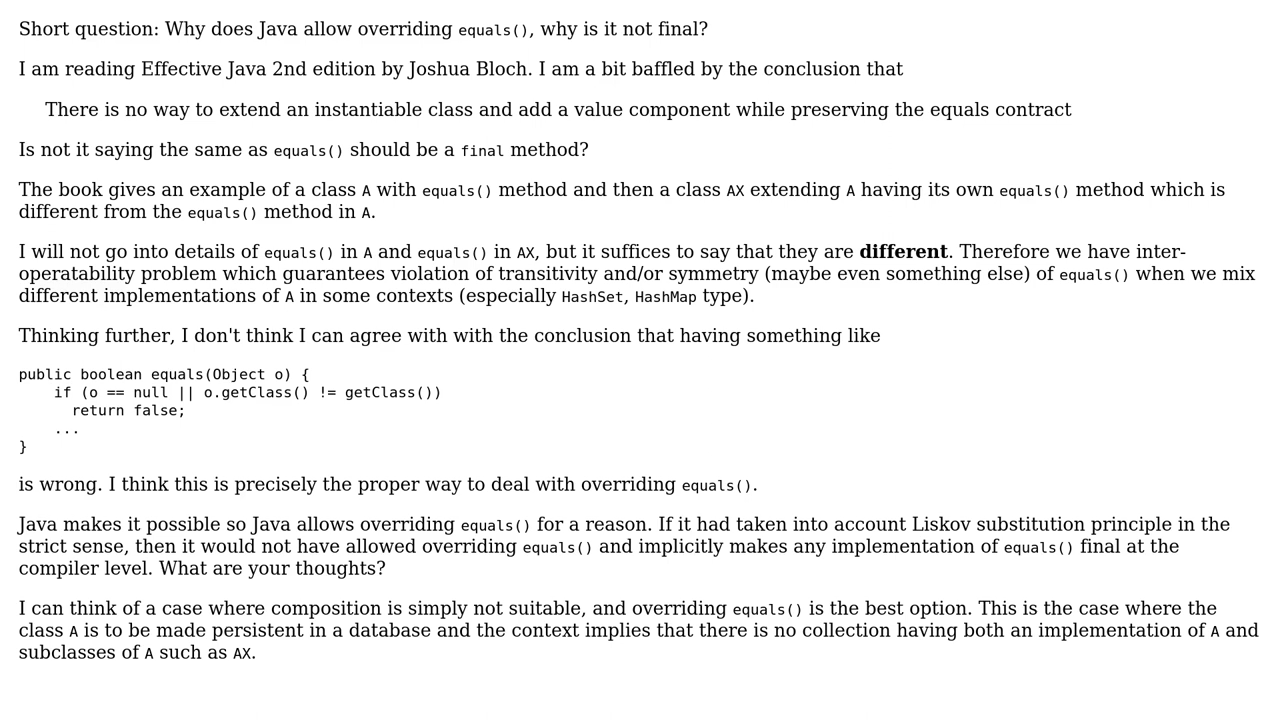 Short question: Why does Java allow overriding equals(), why is it not final?
I am reading Effective Java 2nd edition by Joshua Bloch. I am a bit baffled by the conclusion that
There is no way to extend an instantiable class and add a value component while preserving the equals contract
Is not it saying the same as equals() should be a final method?
The book gives an example of a class A with equals() method and then a class AX extending A having its own equals() method which is
different from the equals() method in A.
I will not go into details of equals() in A and equals() in AX, but it suffices to say that they are different. Therefore we have inter-
operatability problem which guarantees violation of transitivity and/or symmetry (maybe even something else) of equals() when we mix
different implementations of A in some contexts (especially HashSet, HashMap type).
Thinking further, I don't think I can agree with with the conclusion that having something like
public boolean equals(Object o) {
    if (o == null || o.getClass() != getClass())
      return false;
    ...
}
is wrong. I think this is precisely the proper way to deal with overriding equals().
Java makes it possible so Java allows overriding equals() for a reason. If it had taken into account Liskov substitution principle in the
strict sense, then it would not have allowed overriding equals() and implicitly makes any implementation of equals() final at the
compiler level. What are your thoughts?
I can think of a case where composition is simply not suitable, and overriding equals() is the best option. This is the case where the
class A is to be made persistent in a database and the context implies that there is no collection having both an implementation of A and
subclasses of A such as AX.